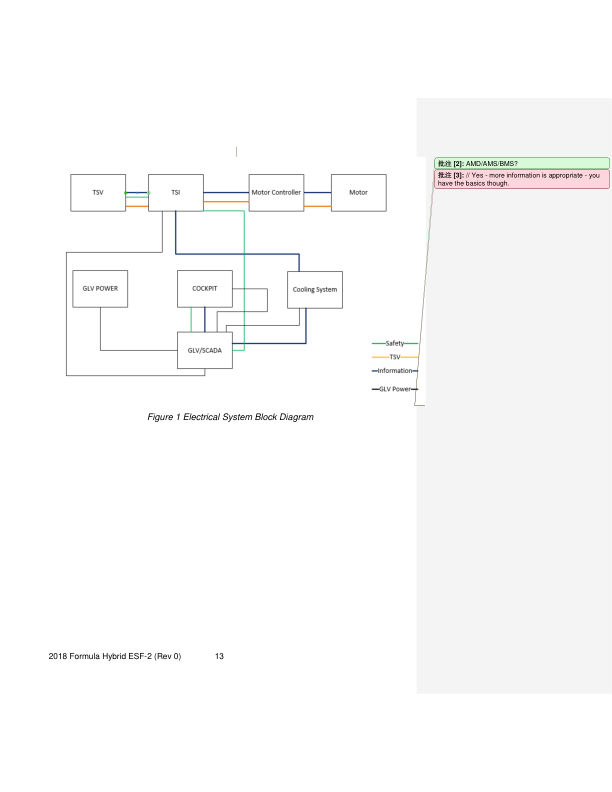 批注 [2]: AMD/AMS/BMS?
批注 [3]: // Yes - more information is appropriate - you
have the basics though.
TSV
TSI
Motor Controller
Motor
GLV POWER
COCKPIT
Cooling System
GLV/SCADA
Safety
TSV
Information
GLV Power
Figure 1 Electrical System Block Diagram
2018 Formula Hybrid ESF-2 (Rev 0) 13